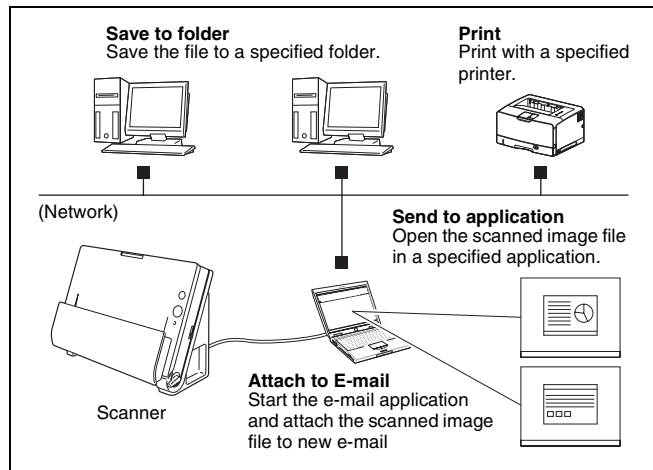 Save to folder
Save the file to a specified folder.
Print
Print with a specified
printer.
(Network)
Send to application
Open the scanned image file
in a specified application.
Scanner
Attach to E-mail
Start the e-mail application
and attach the scanned image
file to new e-mail